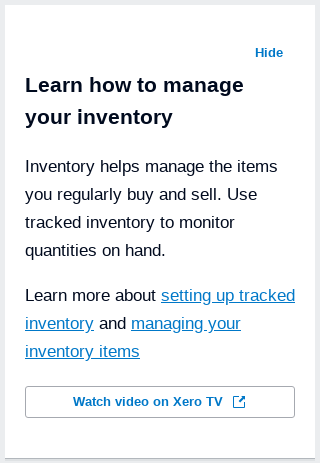 Hide
Learn how to manage
your inventory
Inventory helps manage the items
you regularly buy and sell. Use
tracked inventory to monitor
quantities on hand.
Learn more about setting up tracked
inventory and managing your
inventory items
Watch video on Xero TV